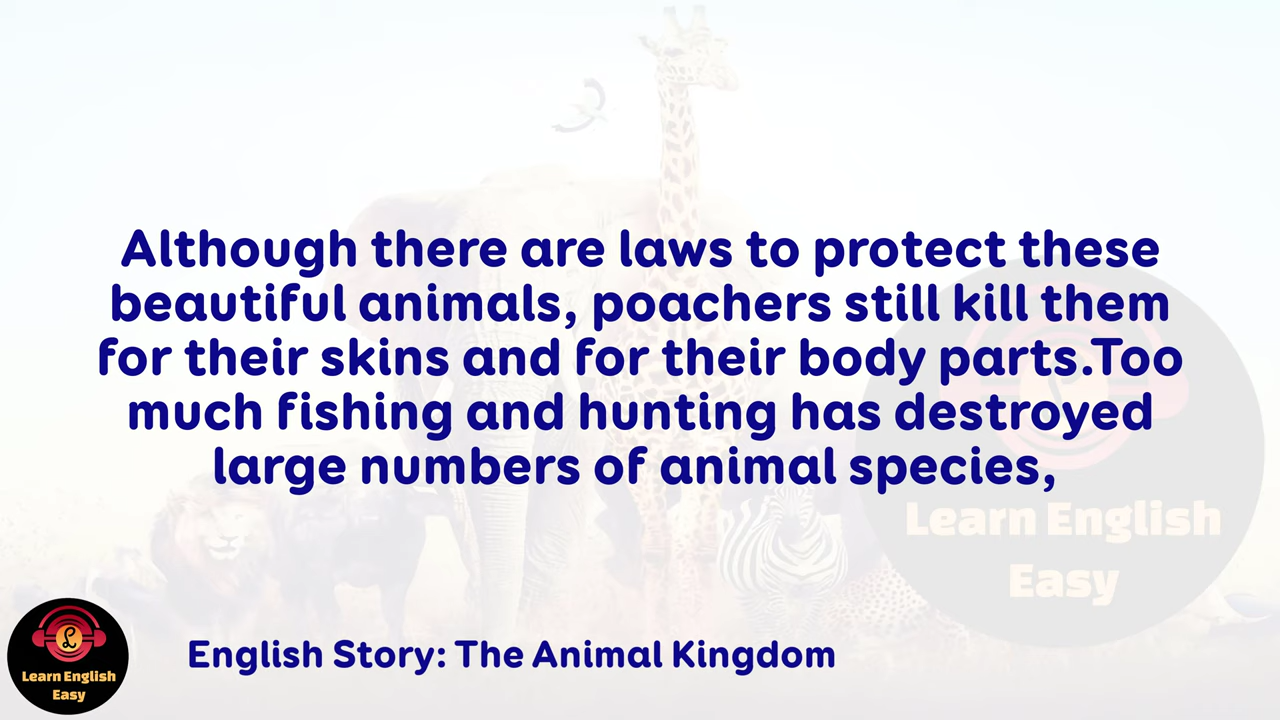 Although there are laws to protect these
beautiful animals, poachers still kill them
for their skins and for their body parts.Too
much fishing and hunting has destroyed
large numbers of animal species,
Learn English
Easy
English Story: The Animal Kingdom
L
Learn English
Easy